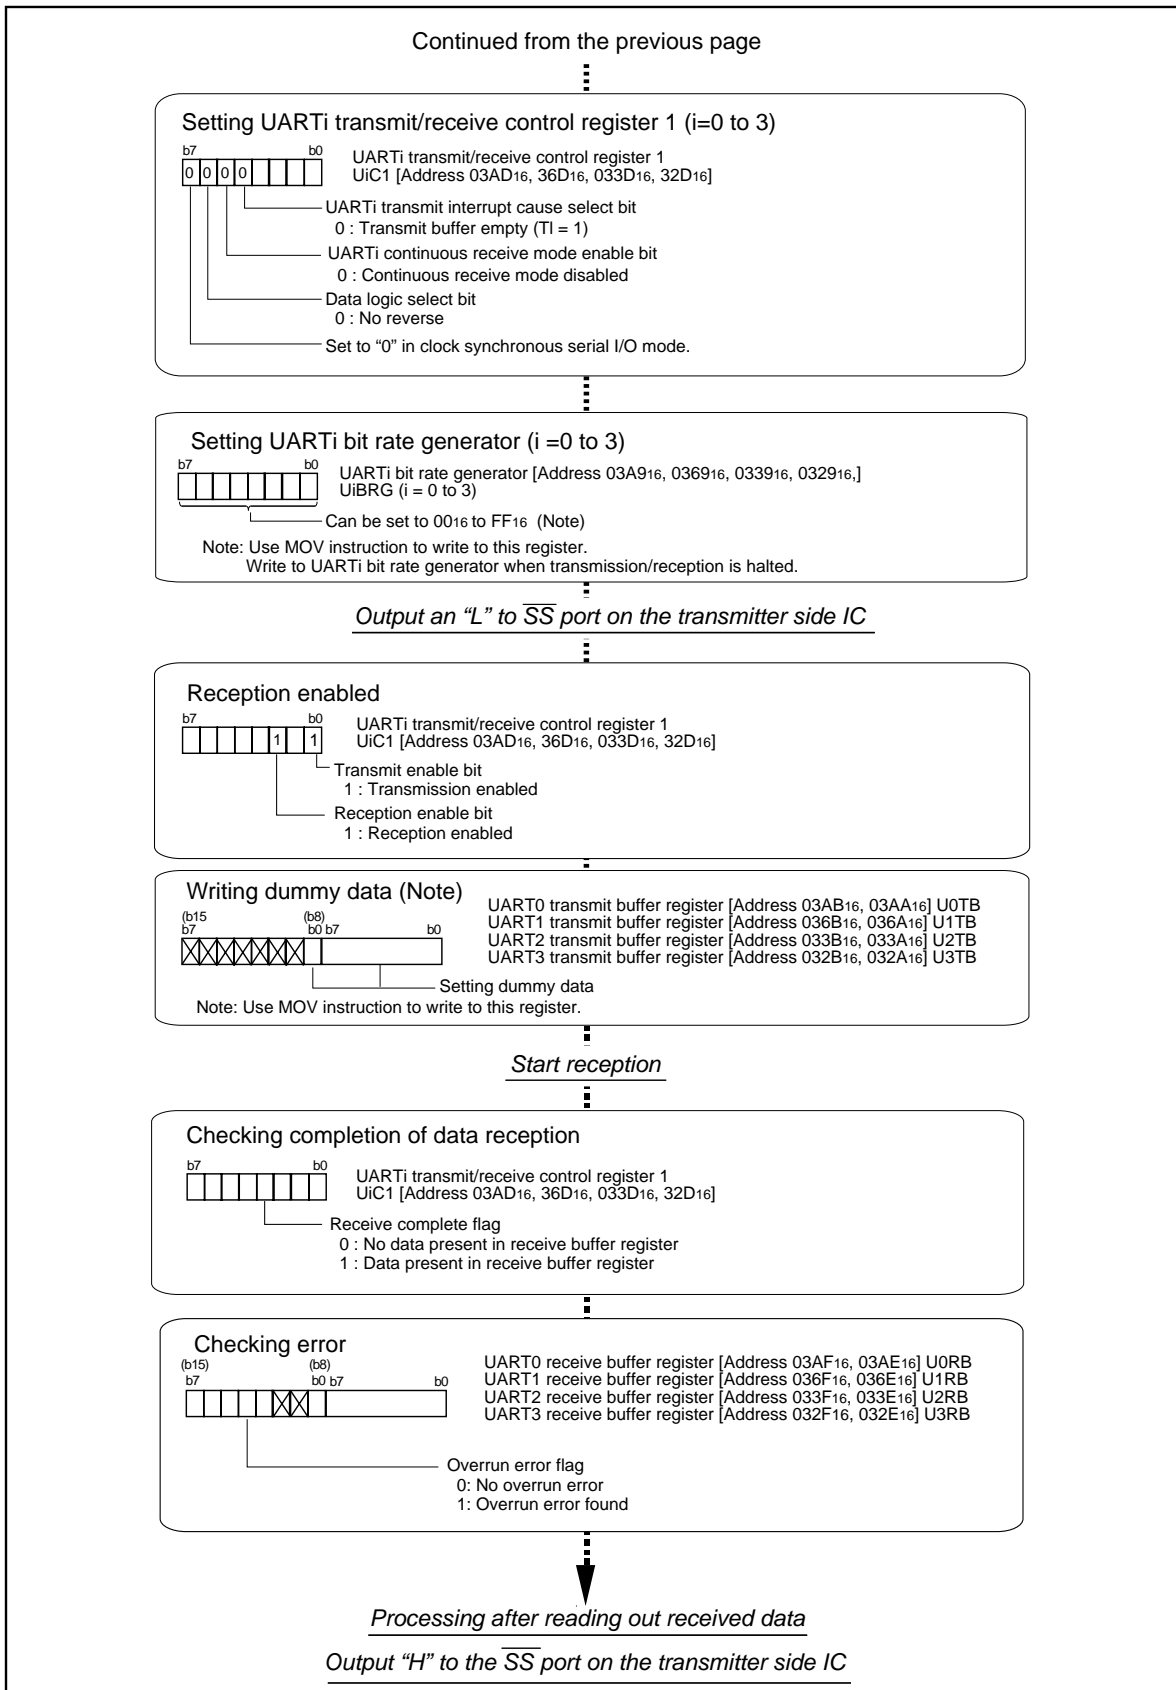 Continued from the previous page
Setting UARTi transmit/receive control register 1 (i=0 to 3)
b7 b0
UARTi transmit/receive control register 1
0 0 0 0
UiC1 [Address 03AD16, 36D16, 033D16, 32D16]
UARTi transmit interrupt cause select bit
0 : Transmit buffer empty (TI = 1)
UARTi continuous receive mode enable bit
0 : Continuous receive mode disabled
Data logic select bit
0 : No reverse
Set to “0” in clock synchronous serial I/O mode.
Setting UARTi bit rate generator (i =0 to 3)
b7 b0
UARTi bit rate generator [Address 03A916, 036916, 033916, 032916,]
UiBRG (i = 0 to 3)
Can be set to 0016 to FF16 (Note)
Note: Use MOV instruction to write to this register.
Write to UARTi bit rate generator when transmission/reception is halted.
Output an “L” to SS port on the transmitter side IC
Reception enabled
b7 b0
UARTi transmit/receive control register 1
1 1
UiC1 [Address 03AD16, 36D16, 033D16, 32D16]
Transmit enable bit
1 : Transmission enabled
Reception enable bit
1 : Reception enabled
Writing dummy data (Note)
(b15 (b8)
b7 b0 b7 b0
UART0 transmit buffer register [Address 03AB16, 03AA16] U0TB
UART1 transmit buffer register [Address 036B16, 036A16] U1TB
UART2 transmit buffer register [Address 033B16, 033A16] U2TB
UART3 transmit buffer register [Address 032B16, 032A16] U3TB
Setting dummy data
Note: Use MOV instruction to write to this register.
Start reception
Checking completion of data reception
b7 b0
UARTi transmit/receive control register 1
UiC1 [Address 03AD16, 36D16, 033D16, 32D16]
Receive complete flag
0 : No data present in receive buffer register
1 : Data present in receive buffer register
Checking error
(b15) (b8)
b7 b0 b7 b0
UART0 receive buffer register [Address 03AF16, 03AE16] U0RB
UART1 receive buffer register [Address 036F16, 036E16] U1RB
UART2 receive buffer register [Address 033F16, 033E16] U2RB
UART3 receive buffer register [Address 032F16, 032E16] U3RB
Overrun error flag
0: No overrun error
1: Overrun error found
Processing after reading out received data
Output “H” to the SS port on the transmitter side IC